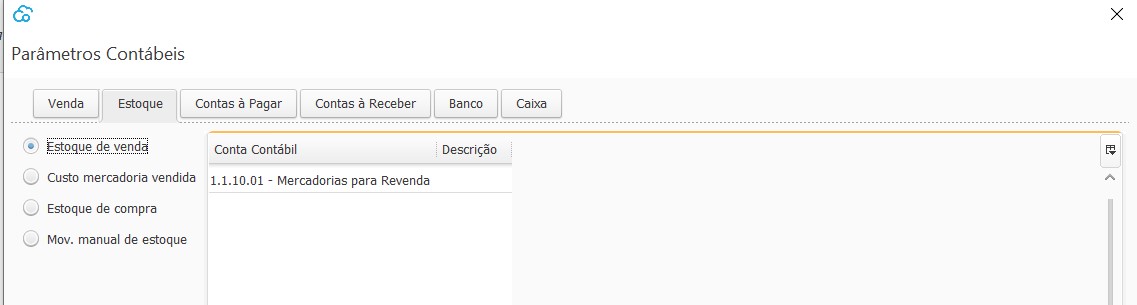 Parâmetros Contábeis
Venda Estoque Contas à Pagar Contas à Receber Banco Caixa
Estoque de venda
Custo mercadoria vendida
Estoque de compra
Mov. manual de estoque
Conta Contábil Descrição
1.1.10.01 - Mercadorias para Revenda